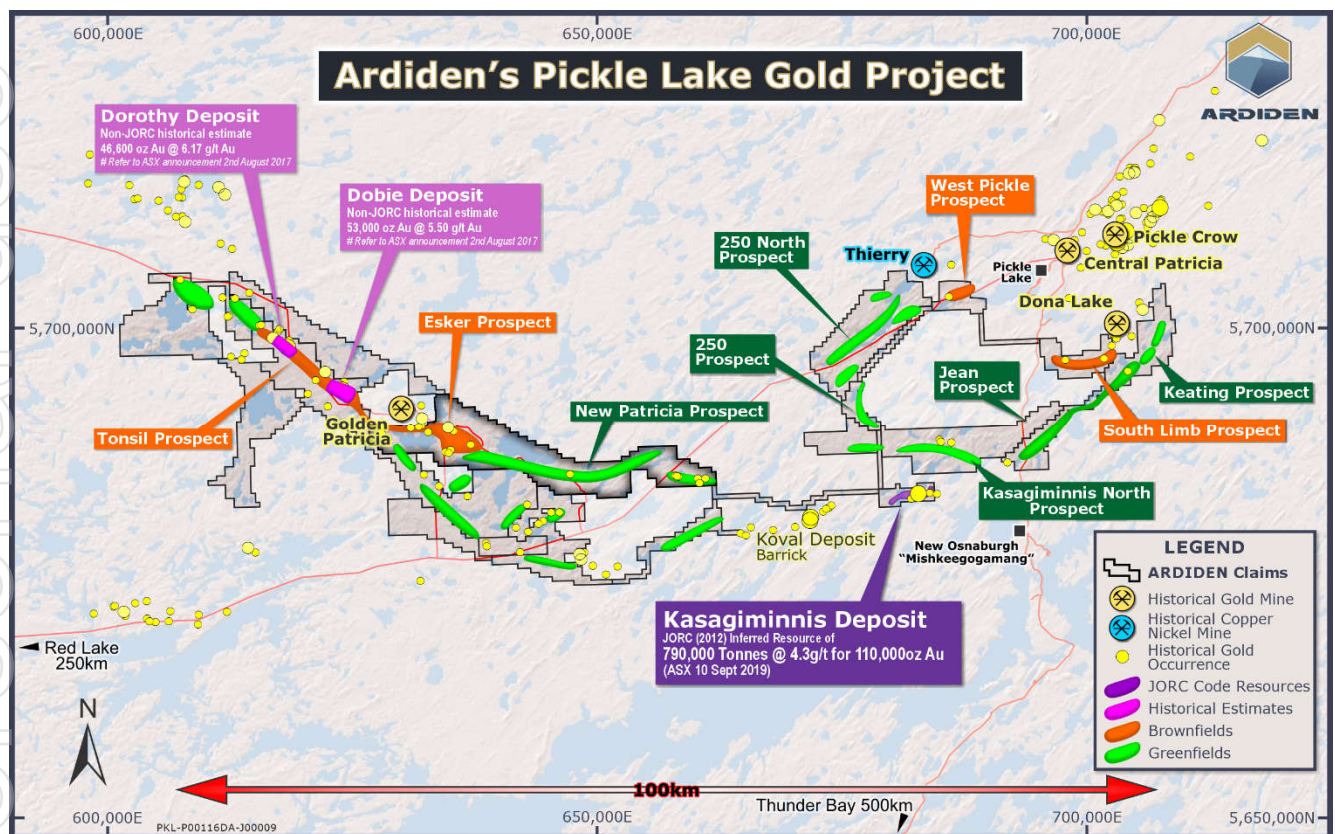 600,000E
650,000E
700,000E
Ardiden's Pickle Lake Gold Project
ARDIDEN
Dorothy Deposit
Non-JORC historical estimate
46,600 oz Au @ 6.17 g/t Au
# Refer to ASX announcement 2nd August 2017
Dobie Deposit
Non-JORC historical estimate
53,000 oz Au @ 5.50 g/t Au
# Refer to ASX announcement 2nd August 2017
West Pickle
Prospect
250 North
Prospect
Thierry
Pickle
Lake
Pickle Crow
Central Patricia
Dona Lake
5,700,000N
5,700,000N
Esker Prospect
250
Prospect
Jean
Prospect
Keating Prospect
New Patricia Prospect
Golden
Patricia
Tonsil Prospect
South Limb Prospect
Kasagiminnis North
Prospect
Koval Deposit
Barrick
New Osnaburgh
"Mishkeegogamang"
Kasagiminnis Deposit
JORC (2012) Inferred Resource of
790,000 Tonnes @ 4.3g/t for 110,000oz Au
(ASX 10 Sept 2019)
LEGEND
ARDIDEN Claims
Historical Gold Mine
Historical Copper
Nickel Mine
Historical Gold
Occurrence
JORC Code Resources
Historical Estimates
Brownfields
Greenfields
Red Lake
250km
N
100km
Thunder Bay 500km
600,000E
650,000E
700,000E
5,650,000N
PKL-P00116DA-J00009